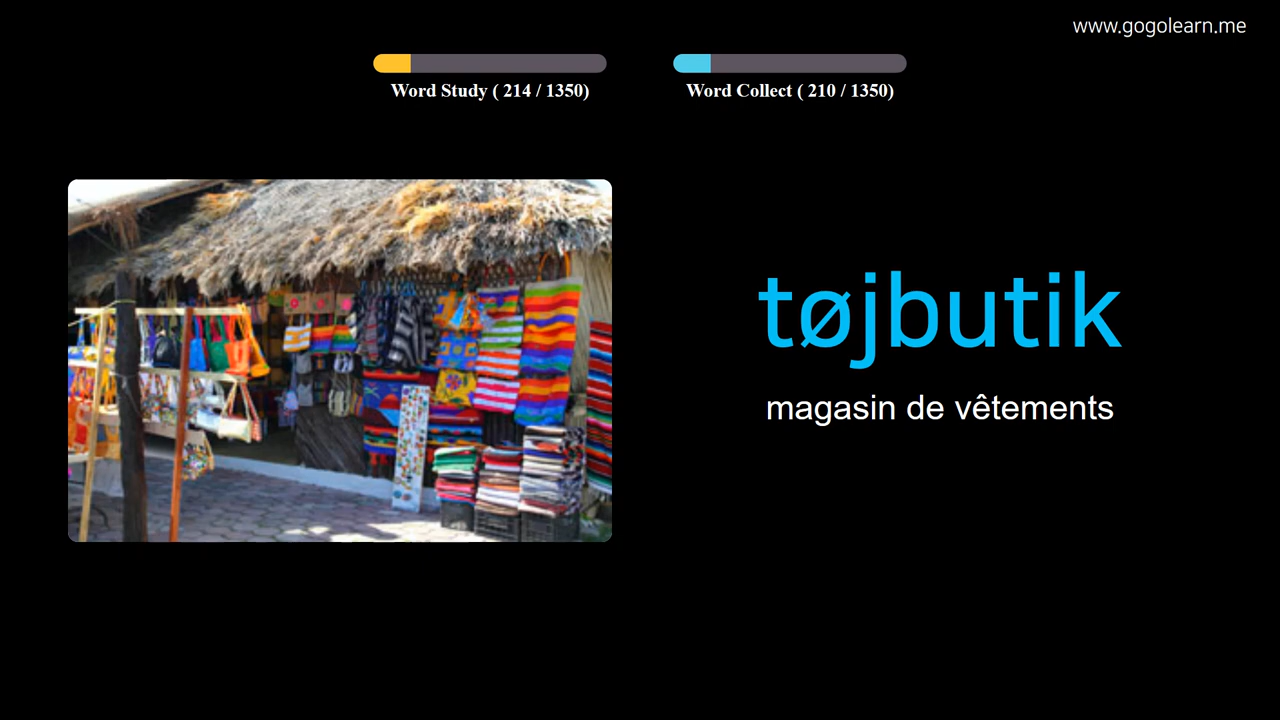 www.gogolearn.me
Word Study ( 214 / 1350)
Word Collect ( 210 / 1350)
tøjbutik
magasin de vêtements